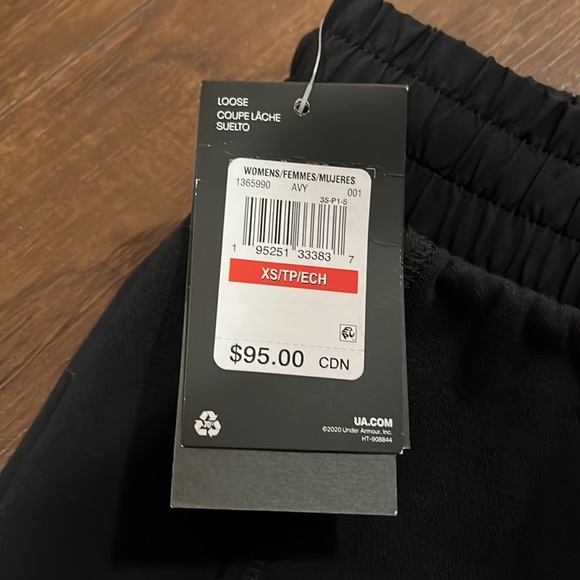 LOOSE
COUPE LÂCHE
SUELTO
WOMENS/FEMMES/MUJERES
1365990 AVY 001
35-P1-5
1 95251 33383 7
XS/TP/ECH
$95.00 CDN
UA.COM
©2020 Under Armour, Inc.
HT-908844